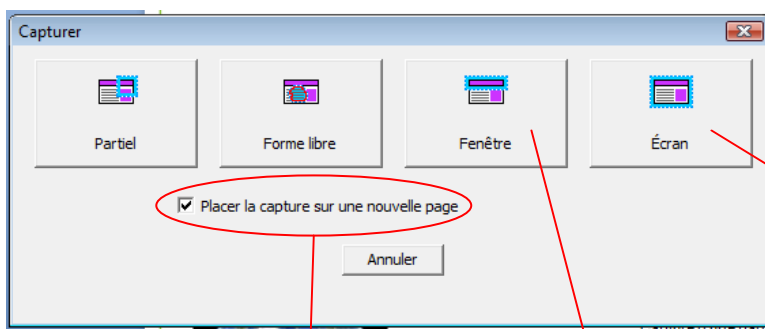 Capturer
Partiel
Forme libre
Fenêtre
Écran
Placer la capture sur une nouvelle page
Annuler